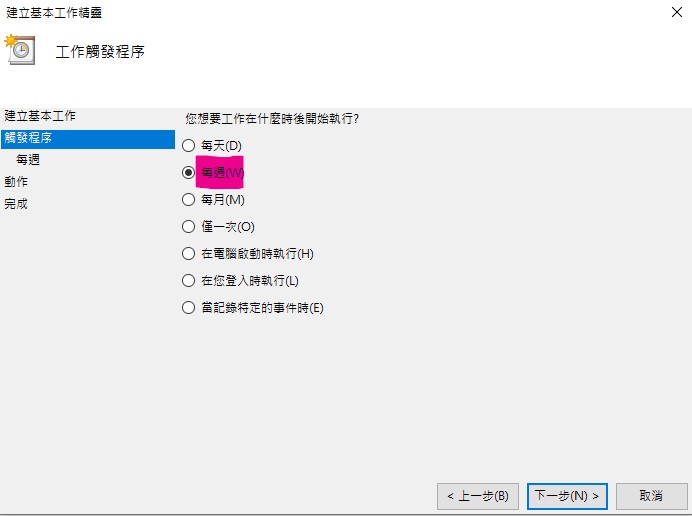 建立基本工作精靈
工作觸發程序
建立基本工作
觸發程序
每週
動作
完成
您想要工作在什麼時後開始執行?
每天(D)
每週(W)
每月(M)
僅一次(O)
在電腦啟動時執行(H)
在您登入時執行(L)
當記錄特定的事件時(E)
< 上一步(B)
下一步(N) >
取消